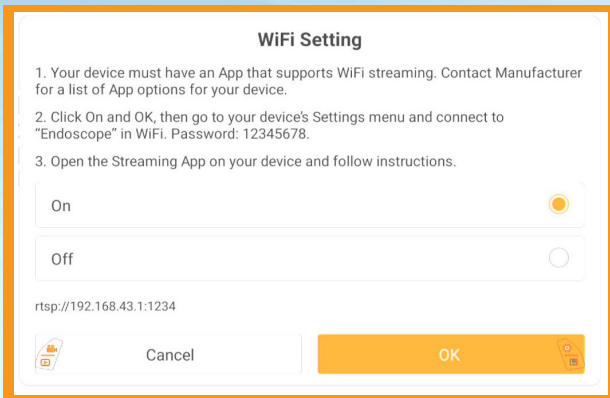 WiFi Setting
1. Your device must have an App that supports WiFi streaming. Contact Manufacturer
for a list of App options for your device.
2. Click On and OK, then go to your device's Settings menu and connect to
“Endoscope” in WiFi. Password: 12345678.
3. Open the Streaming App on your device and follow instructions.
On
Off
rtsp://192.168.43.1:1234
Cancel
OK